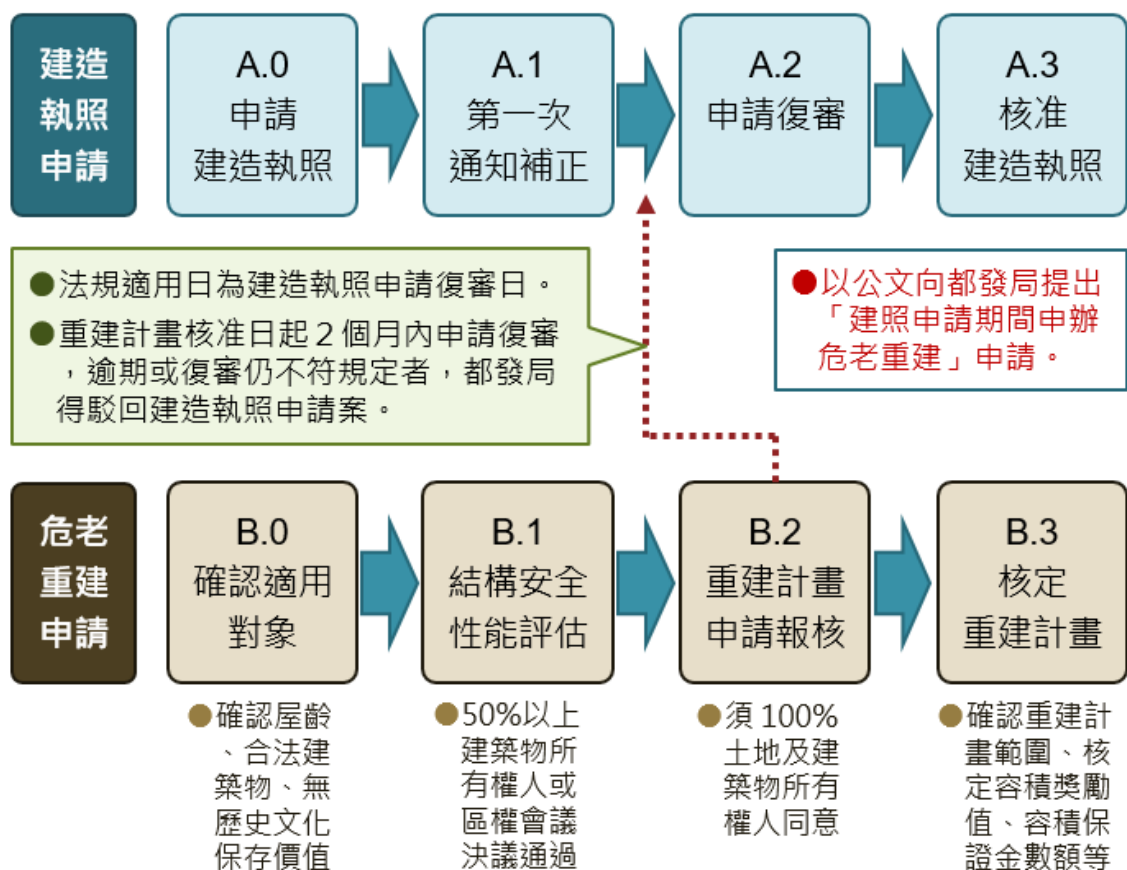 建造
執照
申請
A.0
申請
建造執照
A.1
第一次
通知補正
A.2
申請復審
A.3
核准
建造執照
●法規適用日為建造執照申請復審日。
●重建計畫核准日起２個月內申請復審
，逾期或復審仍不符規定者，都發局
得駁回建造執照申請案。
●以公文向都發局提出
「建照申請期間申辦
危老重建」申請。
危老
重建
申請
B.0
確認適用
對象
B.1
結構安全
性能評估
B.2
重建計畫
申請報核
B.3
核定
重建計畫
●確認屋齡
、合法建
築物、無
歷史文化
保存價值
●50%以上
建築物所
有權人或
區權會議
決議通過
●須 100%
土地及建
築物所有
權人同意
●確認重建計
畫範圍、核
定容積獎勵
值、容積保
證金數額等